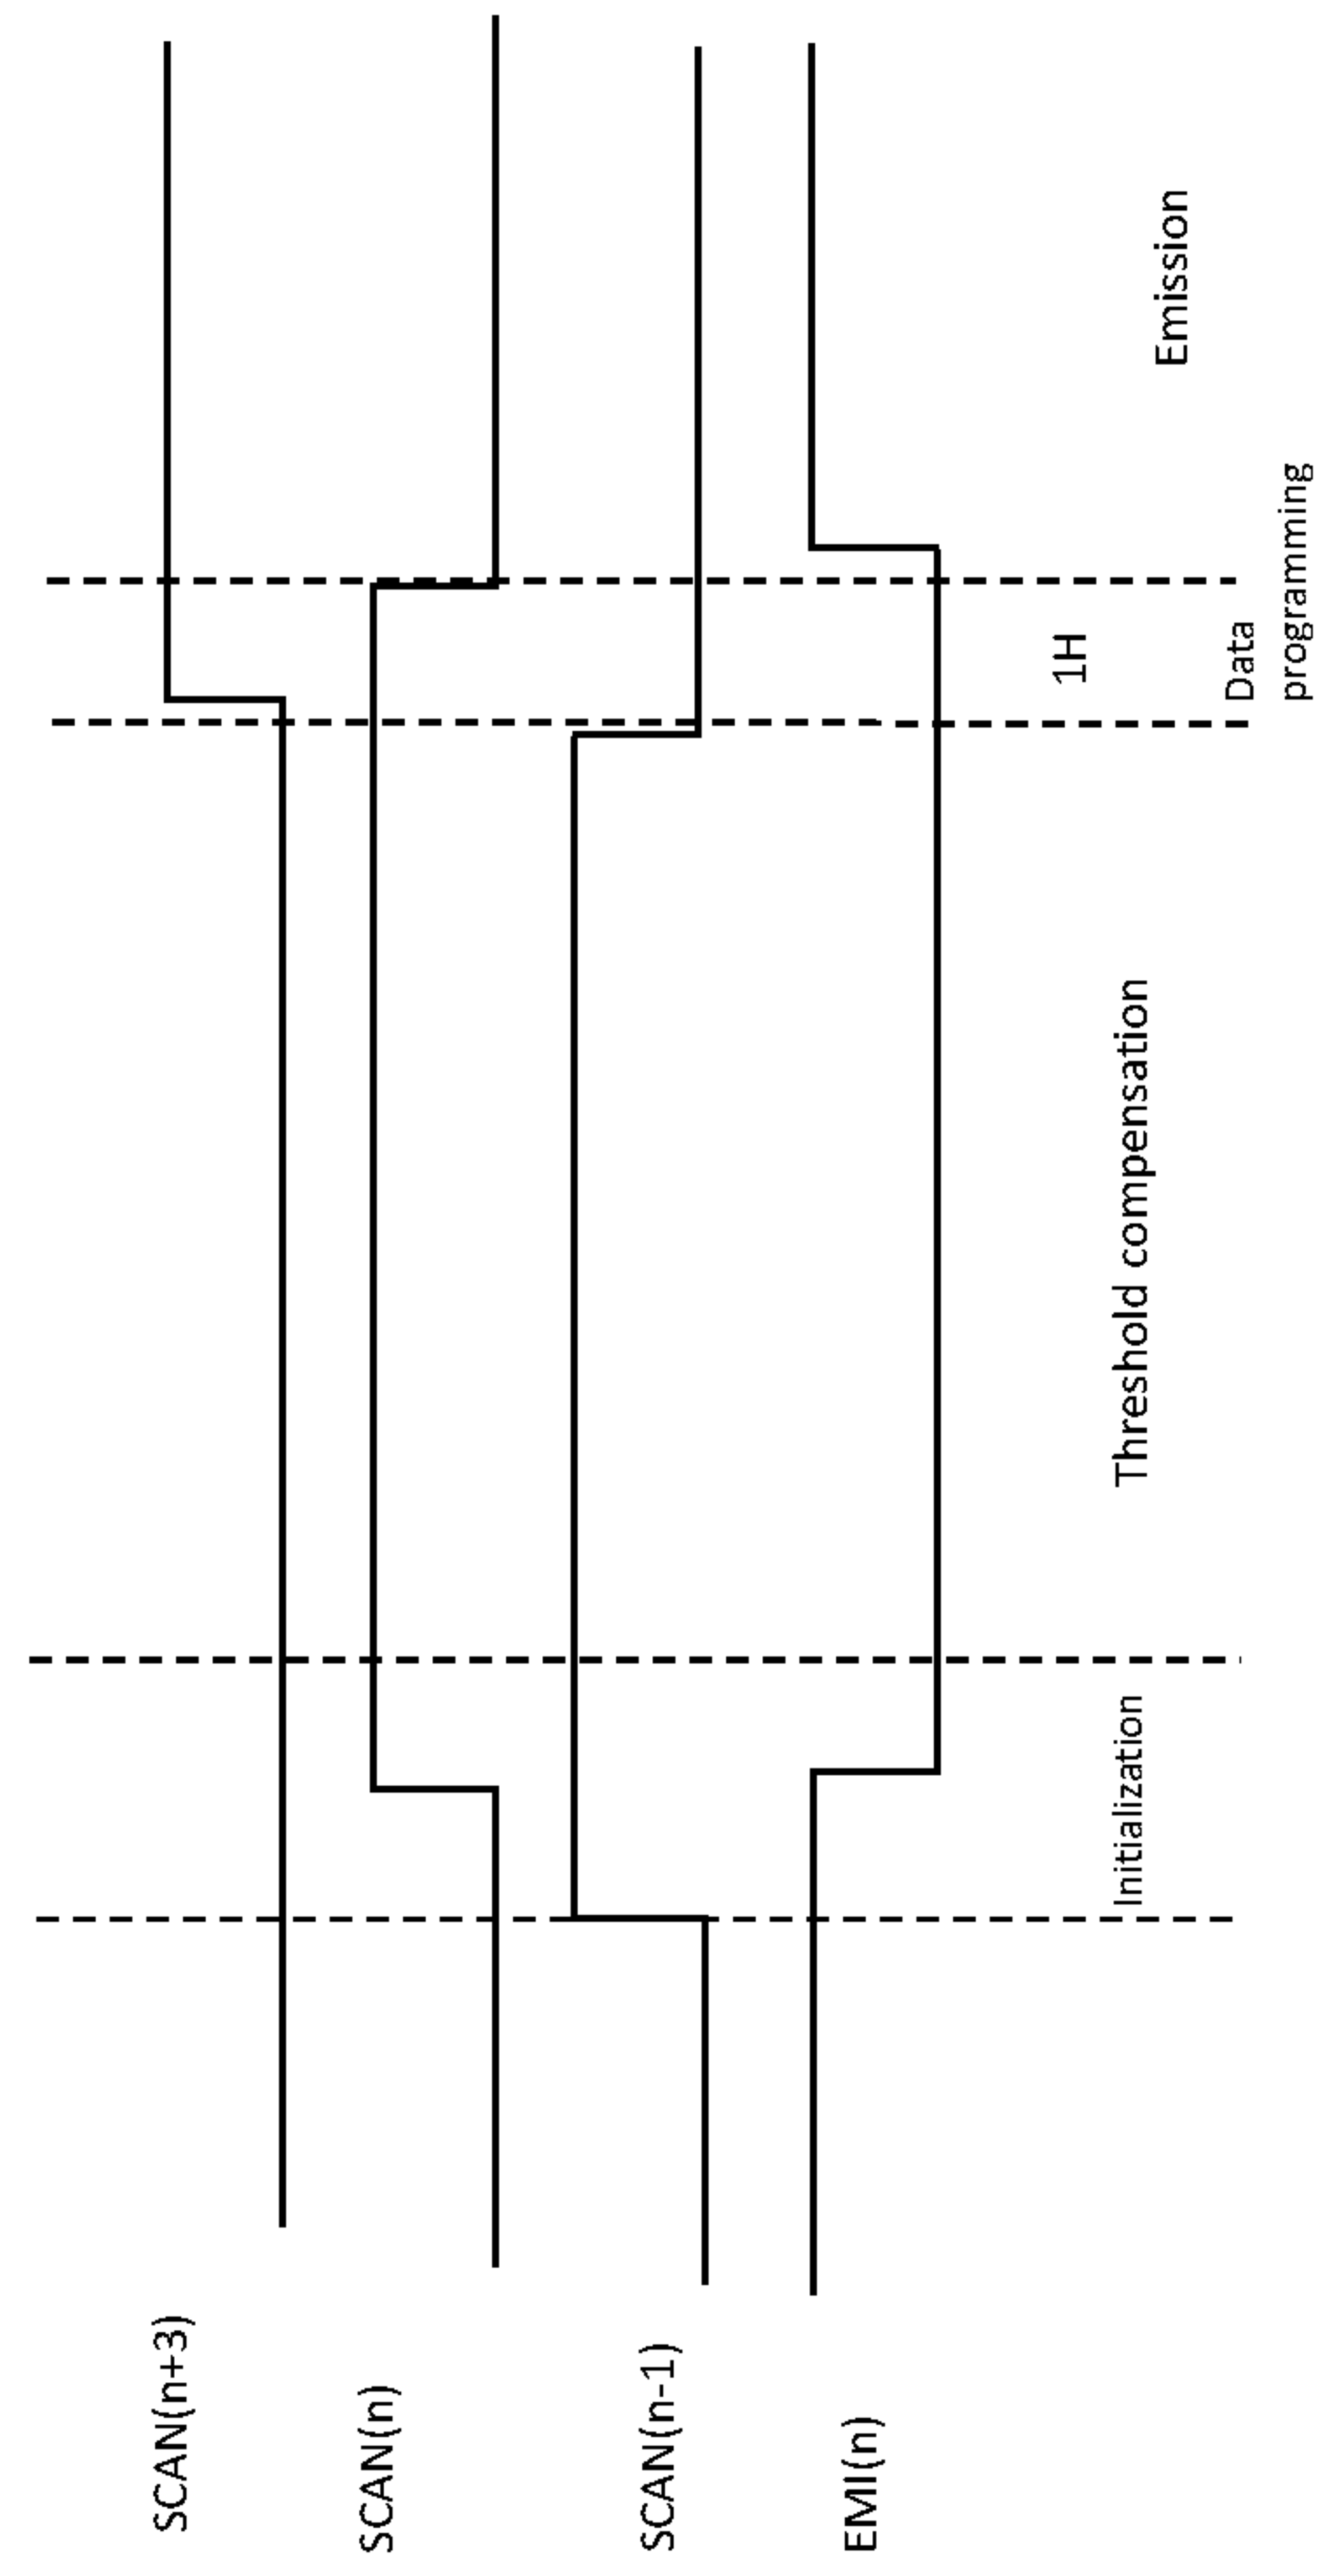 SCAN(n+3)
SCAN(n)
SCAN(n-1)
EMI(n)
Initialization
Threshold compensation
1H
Data
programming
Emission